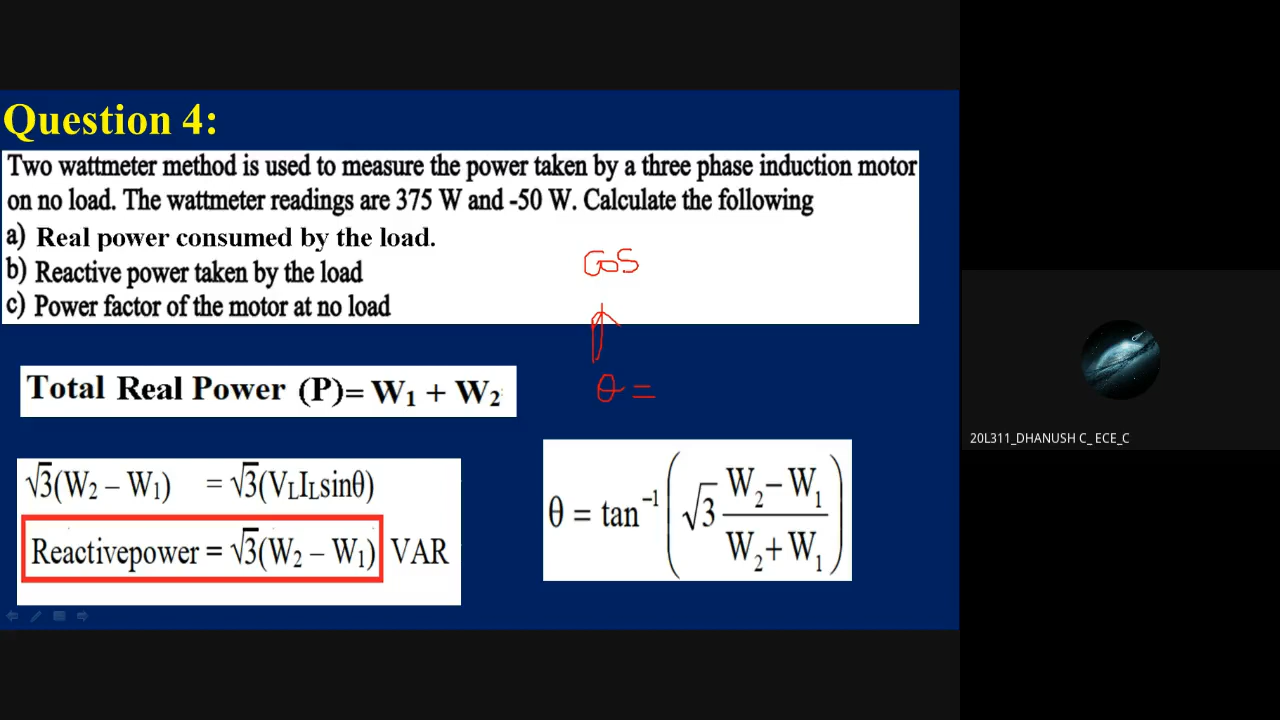 Question 4:
Two wattmeter method is used to measure the power taken by a three phase induction motor
on no load. The wattmeter readings are 375 W and -50 W. Calculate the following
a) Real power consumed by the load.
b) Reactive power taken by the load
c) Power factor of the motor at no load
cos
θ =
Total Real Power (P)= W₁ + W₂
√3(W₂ – W₁) = √3(V_LI_Lsinθ)
Reactivepower = √3(W₂ – W₁) VAR
θ = tan⁻¹ (√3 (W₂ – W₁)/(W₂ + W₁))
20L311_DHANUSH C_ ECE_C